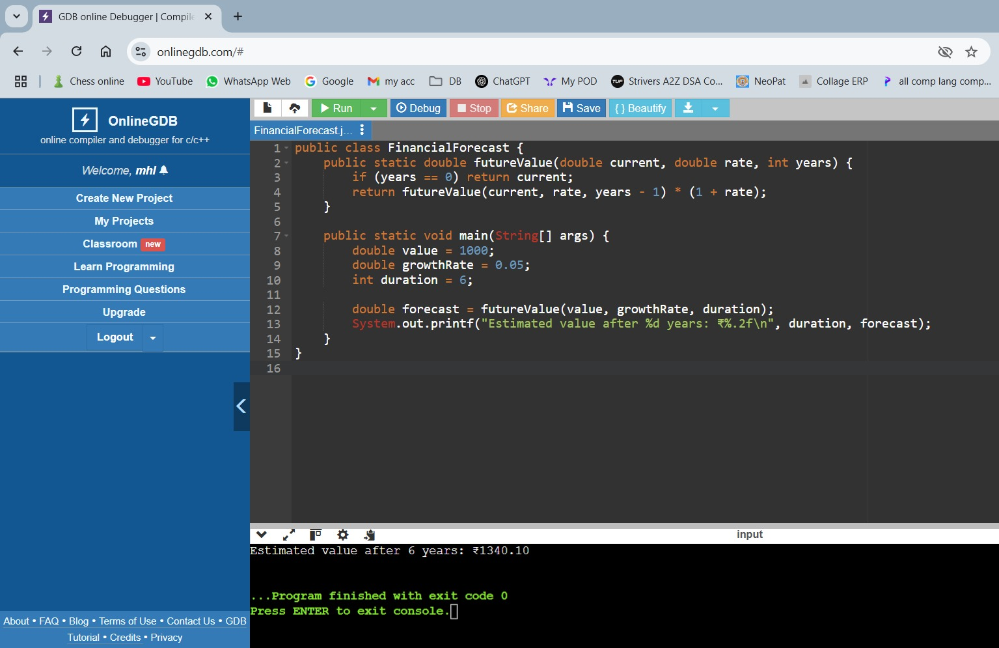 GDB online Debugger | Compile
onlinegdb.com/#
Chess online YouTube WhatsApp Web Google my acc DB ChatGPT My POD Strivers A2Z DSA Co... NeoPat Collage ERP all comp lang comp...
OnlineGDB
online compiler and debugger for c/c++
Welcome, mhl
Create New Project
My Projects
Classroom new
Learn Programming
Programming Questions
Upgrade
Logout
About • FAQ • Blog • Terms of Use • Contact Us • GDB
Tutorial • Credits • Privacy
Run Debug Stop Share Save { } Beautify
FinancialForecast.j...
1 public class FinancialForecast {
2     public static double futureValue(double current, double rate, int years) {
3         if (years == 0) return current;
4         return futureValue(current, rate, years - 1) * (1 + rate);
5     }
6
7     public static void main(String[] args) {
8         double value = 1000;
9         double growthRate = 0.05;
10         int duration = 6;
11
12         double forecast = futureValue(value, growthRate, duration);
13         System.out.printf("Estimated value after %d years: ₹%.2f\n", duration, forecast);
14     }
15 }
16
input
Estimated value after 6 years: ₹1340.10
...Program finished with exit code 0
Press ENTER to exit console.